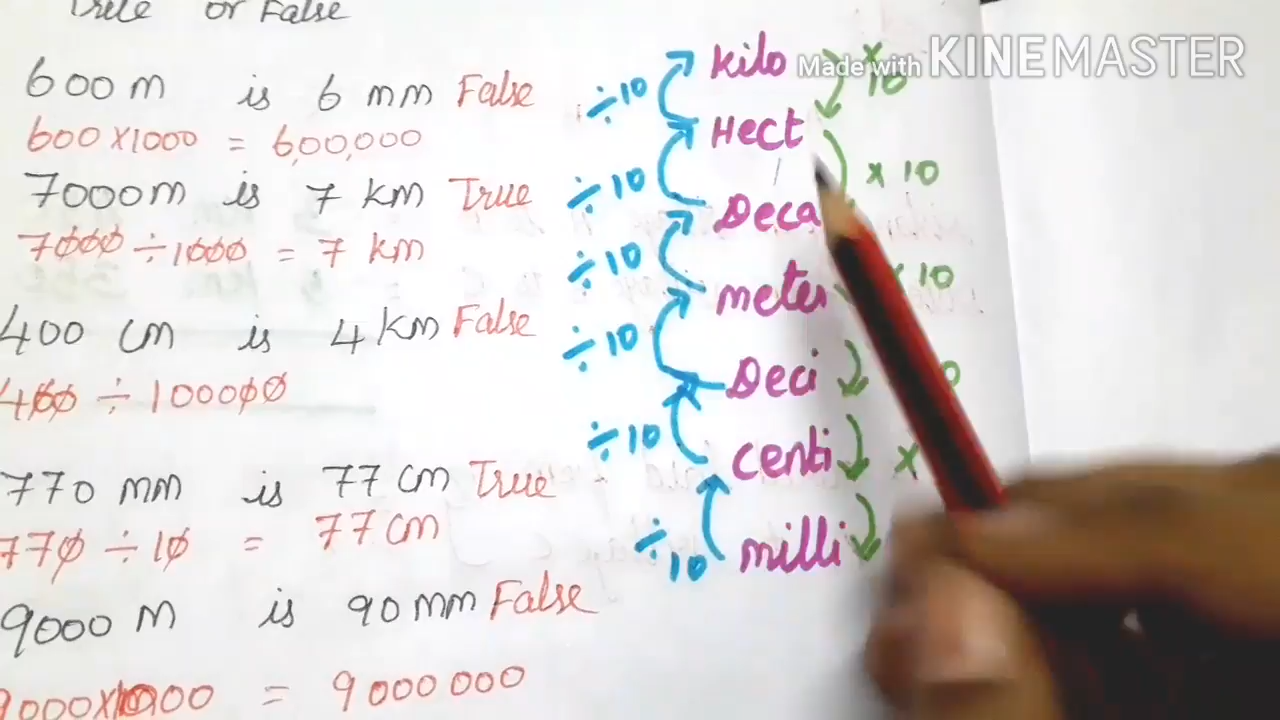 True or False
600 m is 6 mm False
600 x 1000 = 6,00,000
7000m is 7 km True
7000 ÷ 1000 = 7 km
400 cm is 4 km False
400 ÷ 100000
770 mm is 77 cm True
770 ÷ 10 = 77 cm
9000 m is 90 mm False
9000x1000 = 9000000
Made with KINEMASTER
Kilo x 10
÷10
Hect x 10
÷10
Deca x 10
÷10
meter
÷10
Deci
÷10
centi x
÷10
milli